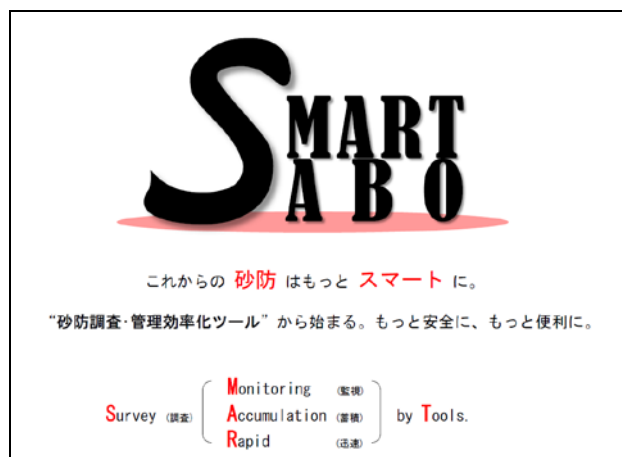 SMART
SABO
これからの 砂防 はもっと スマート に。
“砂防調査・管理効率化ツール” から始まる。もっと安全に、もっと便利に。
Monitoring (監視)
Survey (調査) Accumulation (蓄積) by Tools.
Rapid (迅速)